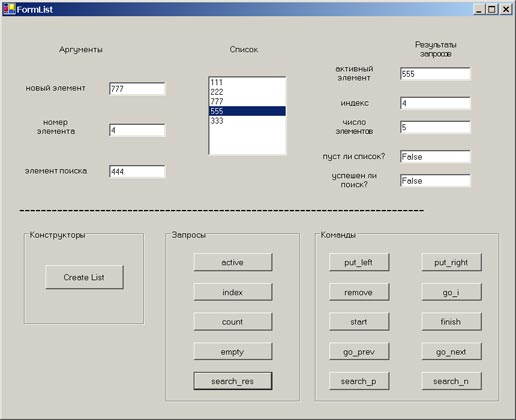 FormList
Аргументы
Список
Результаты
запросов
новый элемент
777
номер
элемента
4
элемент поиска
444
111
222
777
555
333
активный
элемент
555
индекс
4
число
элементов
5
пуст ли список?
False
успешен ли
поиск?
False
Конструкторы
Create List
Запросы
active
index
count
empty
search_res
Команды
put_left
put_right
remove
go_i
start
finish
go_prev
go_next
search_p
search_n